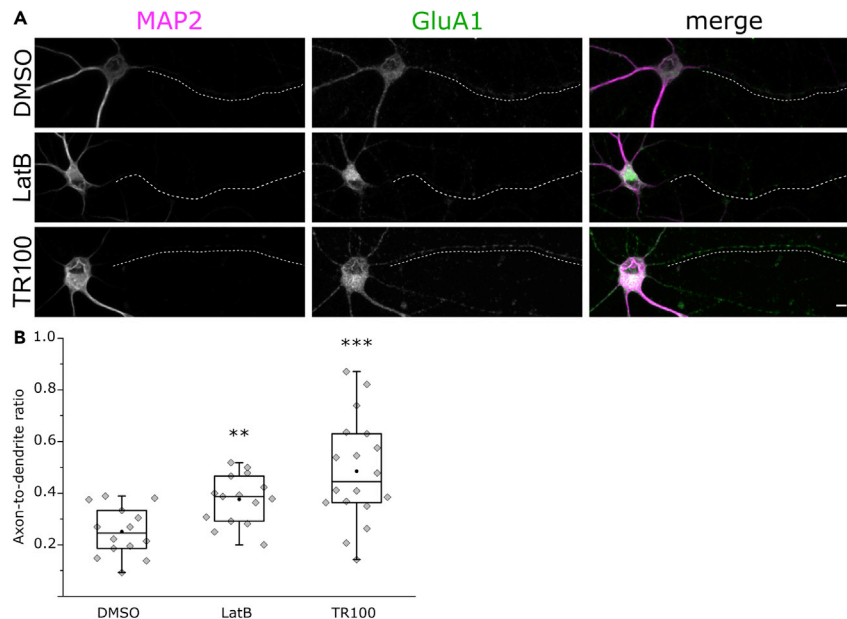 A
MAP2 GluA1 merge
DMSO
LatB
TR100
B
1.0
0.8
0.6
0.4
0.2
Axon-to-dendrite ratio
**
***
DMSO LatB TR100